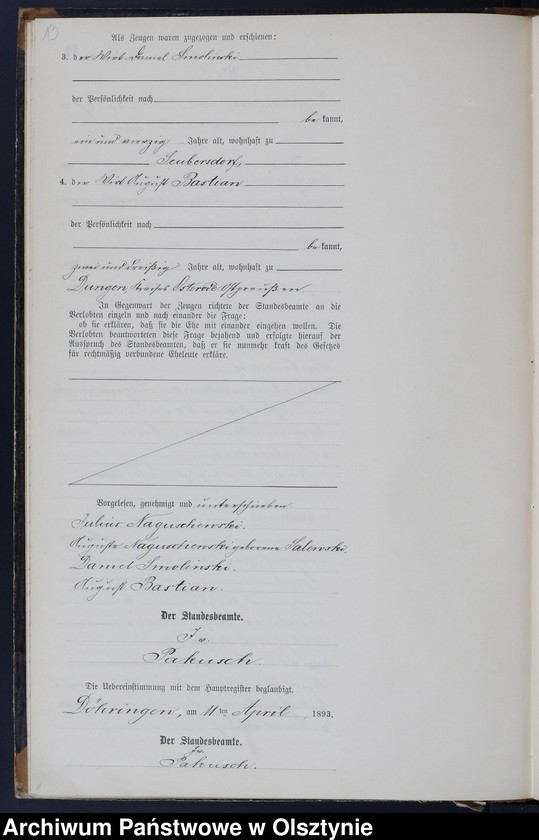 13
Als Zeugen waren zugezogen und erschienen:
3. der Wirt Daniel Smolinski
der Persönlichkeit nach
be kannt,
ein und vierzig Jahre alt, wohnhaft zu
Seubersdorf,
4. der Wirt August Bastian
der Persönlichkeit nach
be kannt,
zwei und dreißig Jahre alt, wohnhaft zu
Dungen, Kreises Osterode Ostpreußen
In Gegenwart der Zeugen richtete der Standesbeamte an die
Verlobten einzeln und nach einander die Frage:
ob sie erklären, daß sie die Ehe mit einander eingehen wollen. Die
Verlobten beantworteten diese Frage bejahend und erfolgte hierauf der
Ausspruch des Standesbeamten, daß er sie nunmehr kraft des Gesetzes
für rechtmäßig verbundene Eheleute erkläre.
Vorgelesen, genehmigt und unterschrieben
Julius Naguschewski.
Auguste Naguschewski geborene Salewski.
Daniel Smolinski.
August Bastian.
Der Standesbeamte.
J. v.
Pakusch.
Die Uebereinstimmung mit dem Hauptregister beglaubigt.
Döhringen, am 11ten April 1893.
Der Standesbeamte.
J. v.
Pakusch.
Archiwum Państwowe w Olsztynie